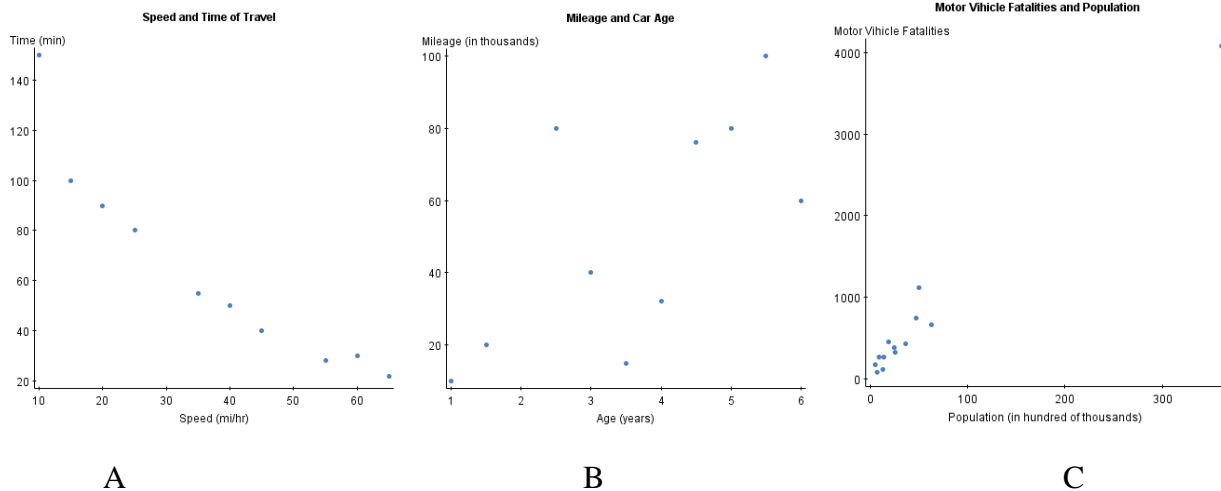 Speed and Time of Travel
Time (min)
140
120
100
80
60
40
20
10
20
30
40
50
60
Speed (mi/hr)
A
Mileage and Car Age
Mileage (in thousands)
100
80
60
40
20
1
2
3
4
5
6
Age (years)
B
Motor Vihicle Fatalities and Population
Motor Vihicle Fatalities
4000
3000
2000
1000
0
0
100
200
300
Population (in hundred of thousands)
C